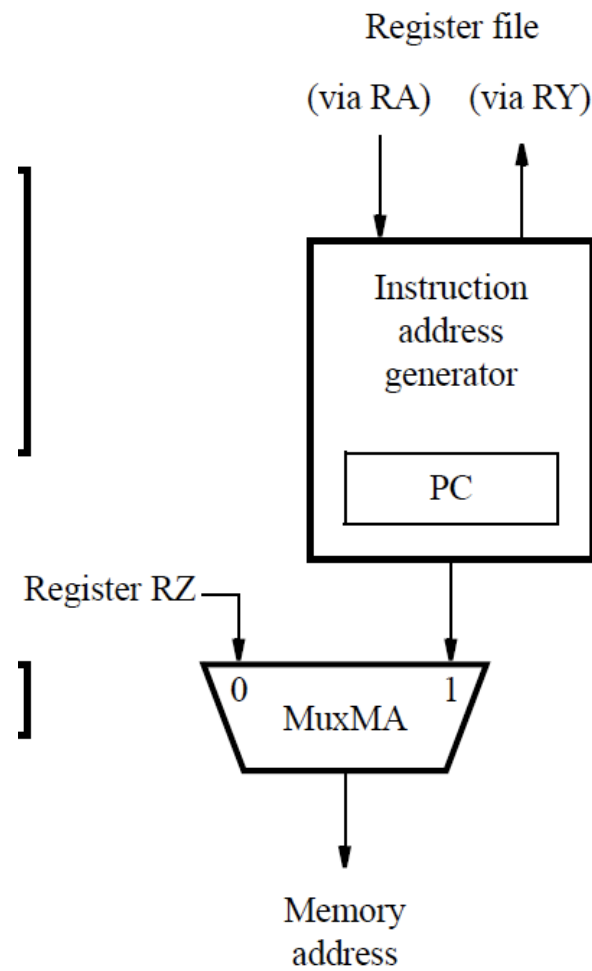 Register file
(via RA) (via RY)
Instruction
address
generator
PC
Register RZ
0 1
MuxMA
Memory
address